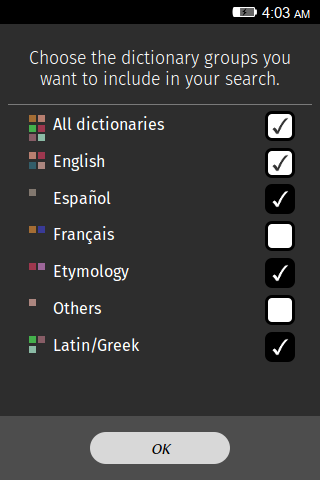 4:03 AM
Choose the dictionary groups you
want to include in your search.
All dictionaries
English
Español
Français
Etymology
Others
Latin/Greek
OK